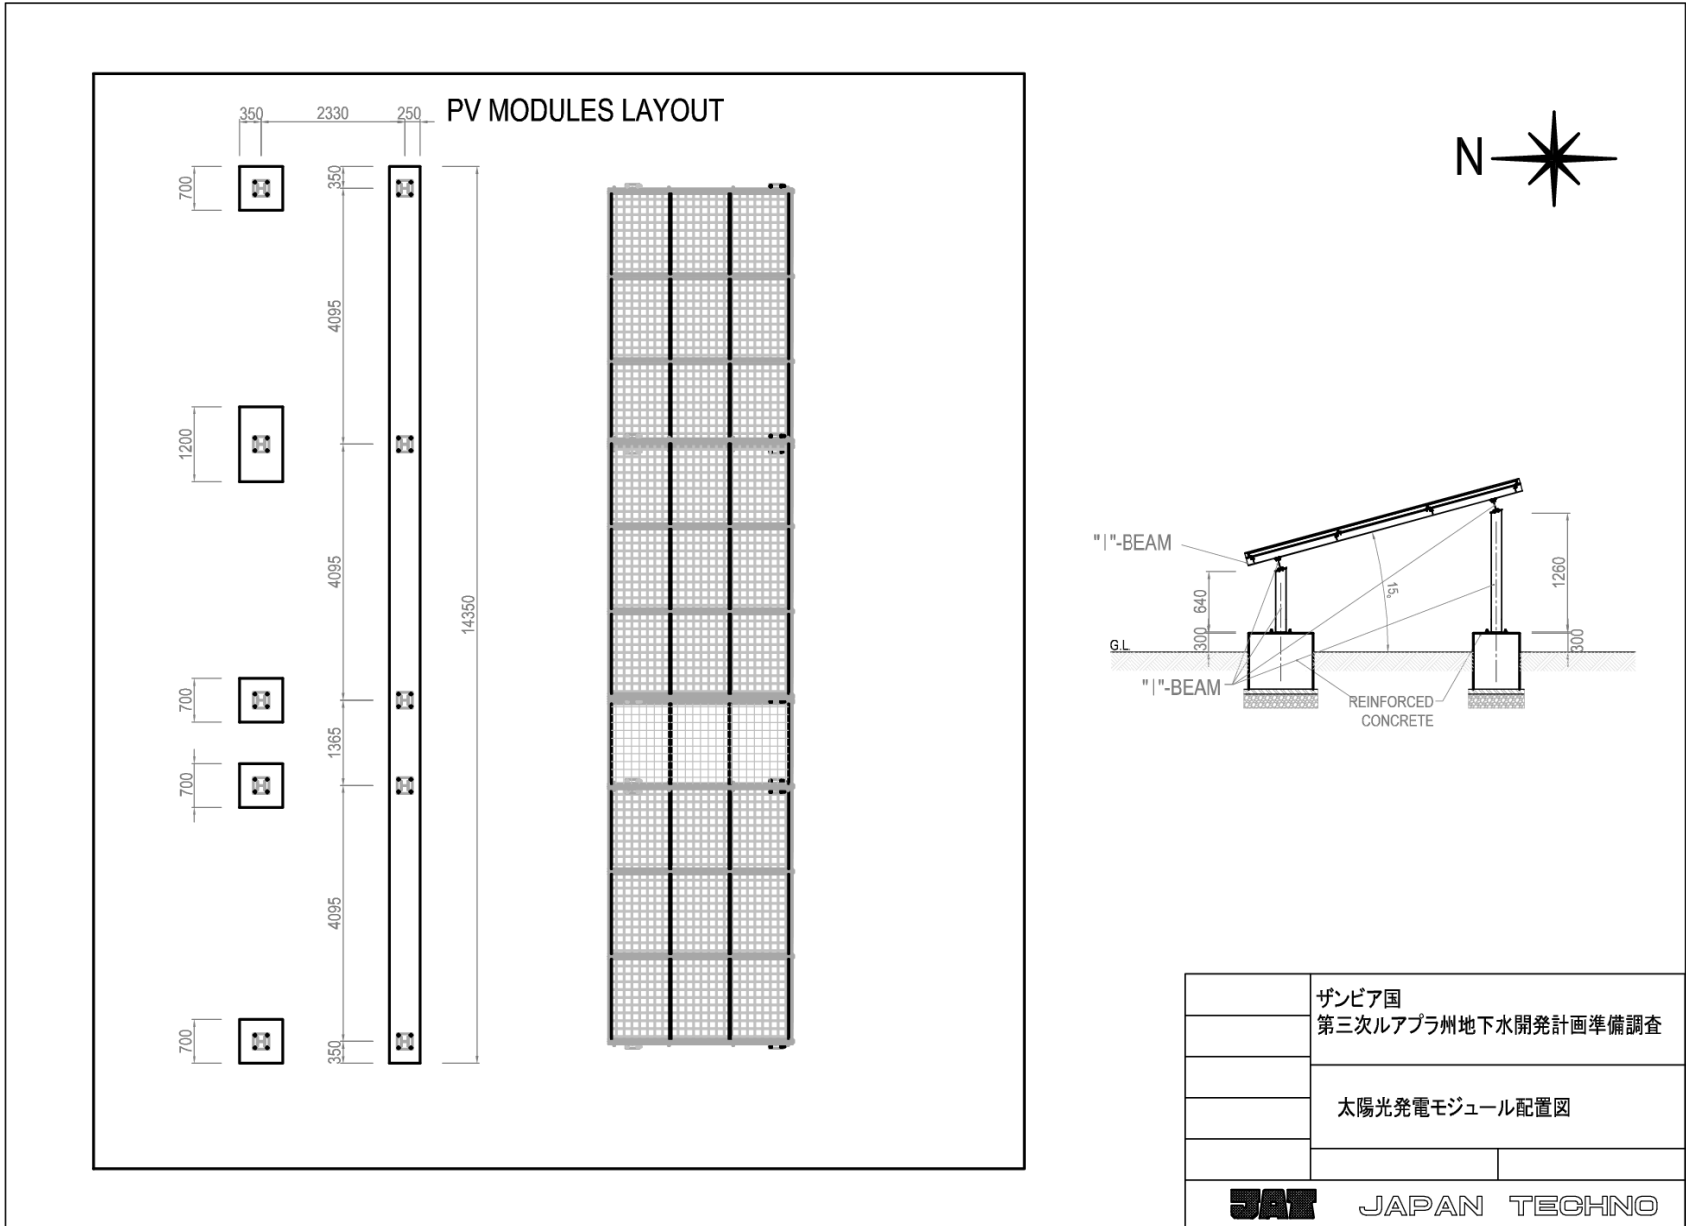 PV MODULES LAYOUT
350
2330
250
700
350
4095
1200
4095
14350
700
1365
700
4095
700
350
N
"I"-BEAM
640
300
G.L.
15°
1260
300
"I"-BEAM
REINFORCED
CONCRETE
ザンビア国
第三次ルアプラ州地下水開発計画準備調査
太陽光発電モジュール配置図
JAT JAPAN TECHNO